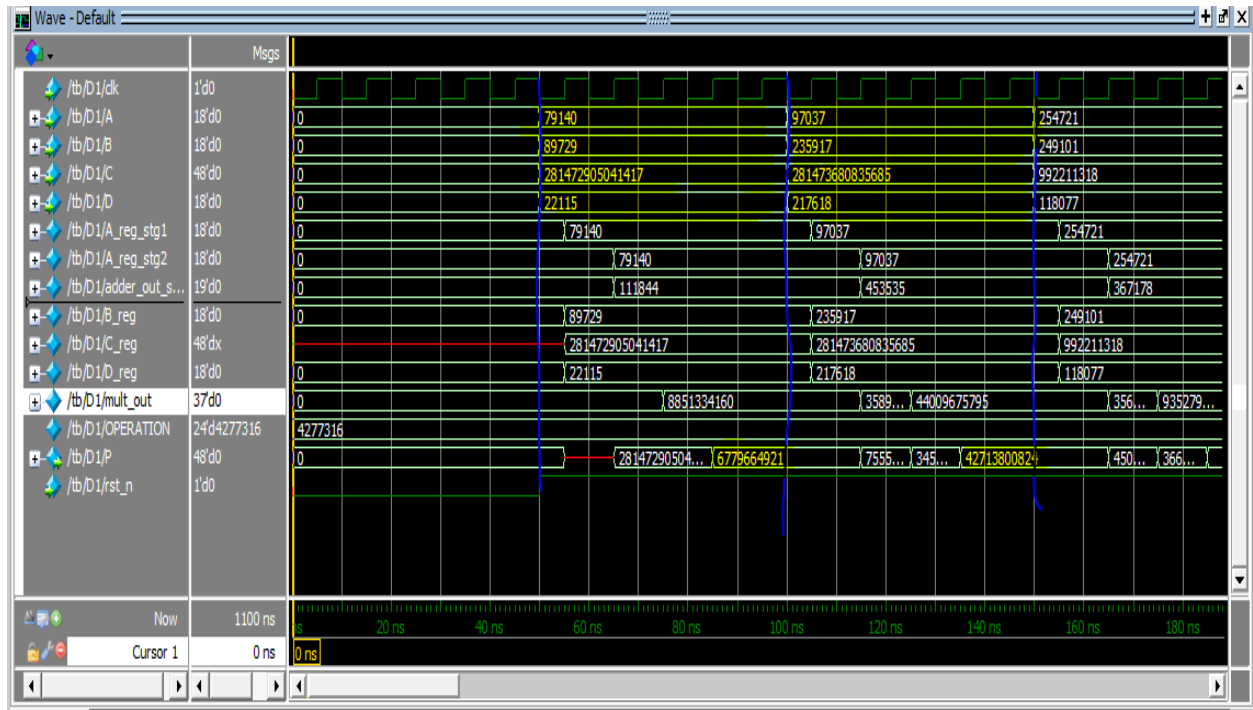 Wave - Default
Msgs
/tb/D1/clk 1'd0
/tb/D1/A 18'd0 0 79140 97037 254721
/tb/D1/B 18'd0 0 89729 235917 249101
/tb/D1/C 48'd0 0 281472905041417 281473680835685 992211318
/tb/D1/D 18'd0 0 22115 217618 118077
/tb/D1/A_reg_stg1 18'd0 0 79140 97037 254721
/tb/D1/A_reg_stg2 18'd0 0 79140 97037 254721
/tb/D1/adder_out_s... 19'd0 0 111844 453535 367178
/tb/D1/B_reg 18'd0 0 89729 235917 249101
/tb/D1/C_reg 48'dx 281472905041417 281473680835685 992211318
/tb/D1/D_reg 18'd0 0 22115 217618 118077
/tb/D1/mult_out 37'd0 0 8851334160 3589... 44009675795 356... 935279...
/tb/D1/OPERATION 24'd4277316 4277316
/tb/D1/P 48'd0 0 28147290504... 6779664921 7555... 345... 42713800824 450... 366...
/tb/D1/rst_n 1'd0
Now 1100 ns ns 20 ns 40 ns 60 ns 80 ns 100 ns 120 ns 140 ns 160 ns 180 ns
Cursor 1 0 ns 0 ns